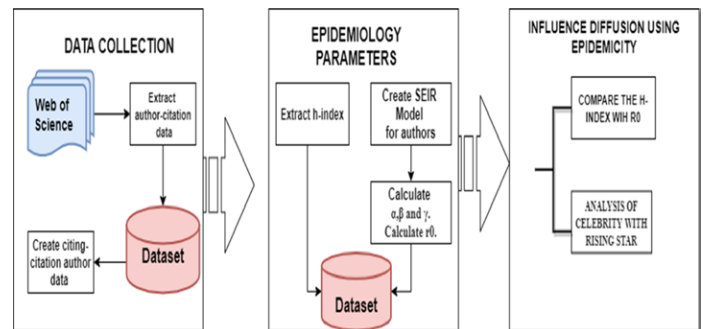 DATA COLLECTION
Web of
Science
Extract
author-citation
data
Dataset
Create citing-
citation author
data
EPIDEMIOLOGY
PARAMETERS
Extract h-index
Create SEIR
Model
for authors
Calculate
α,β and γ.
Calculate r0.
Dataset
INFLUENCE DIFFUSION USING
EPIDEMICITY
COMPARE THE H-
INDEX WIH R0
ANALYSIS OF
CELEBRITY WITH
RISING STAR